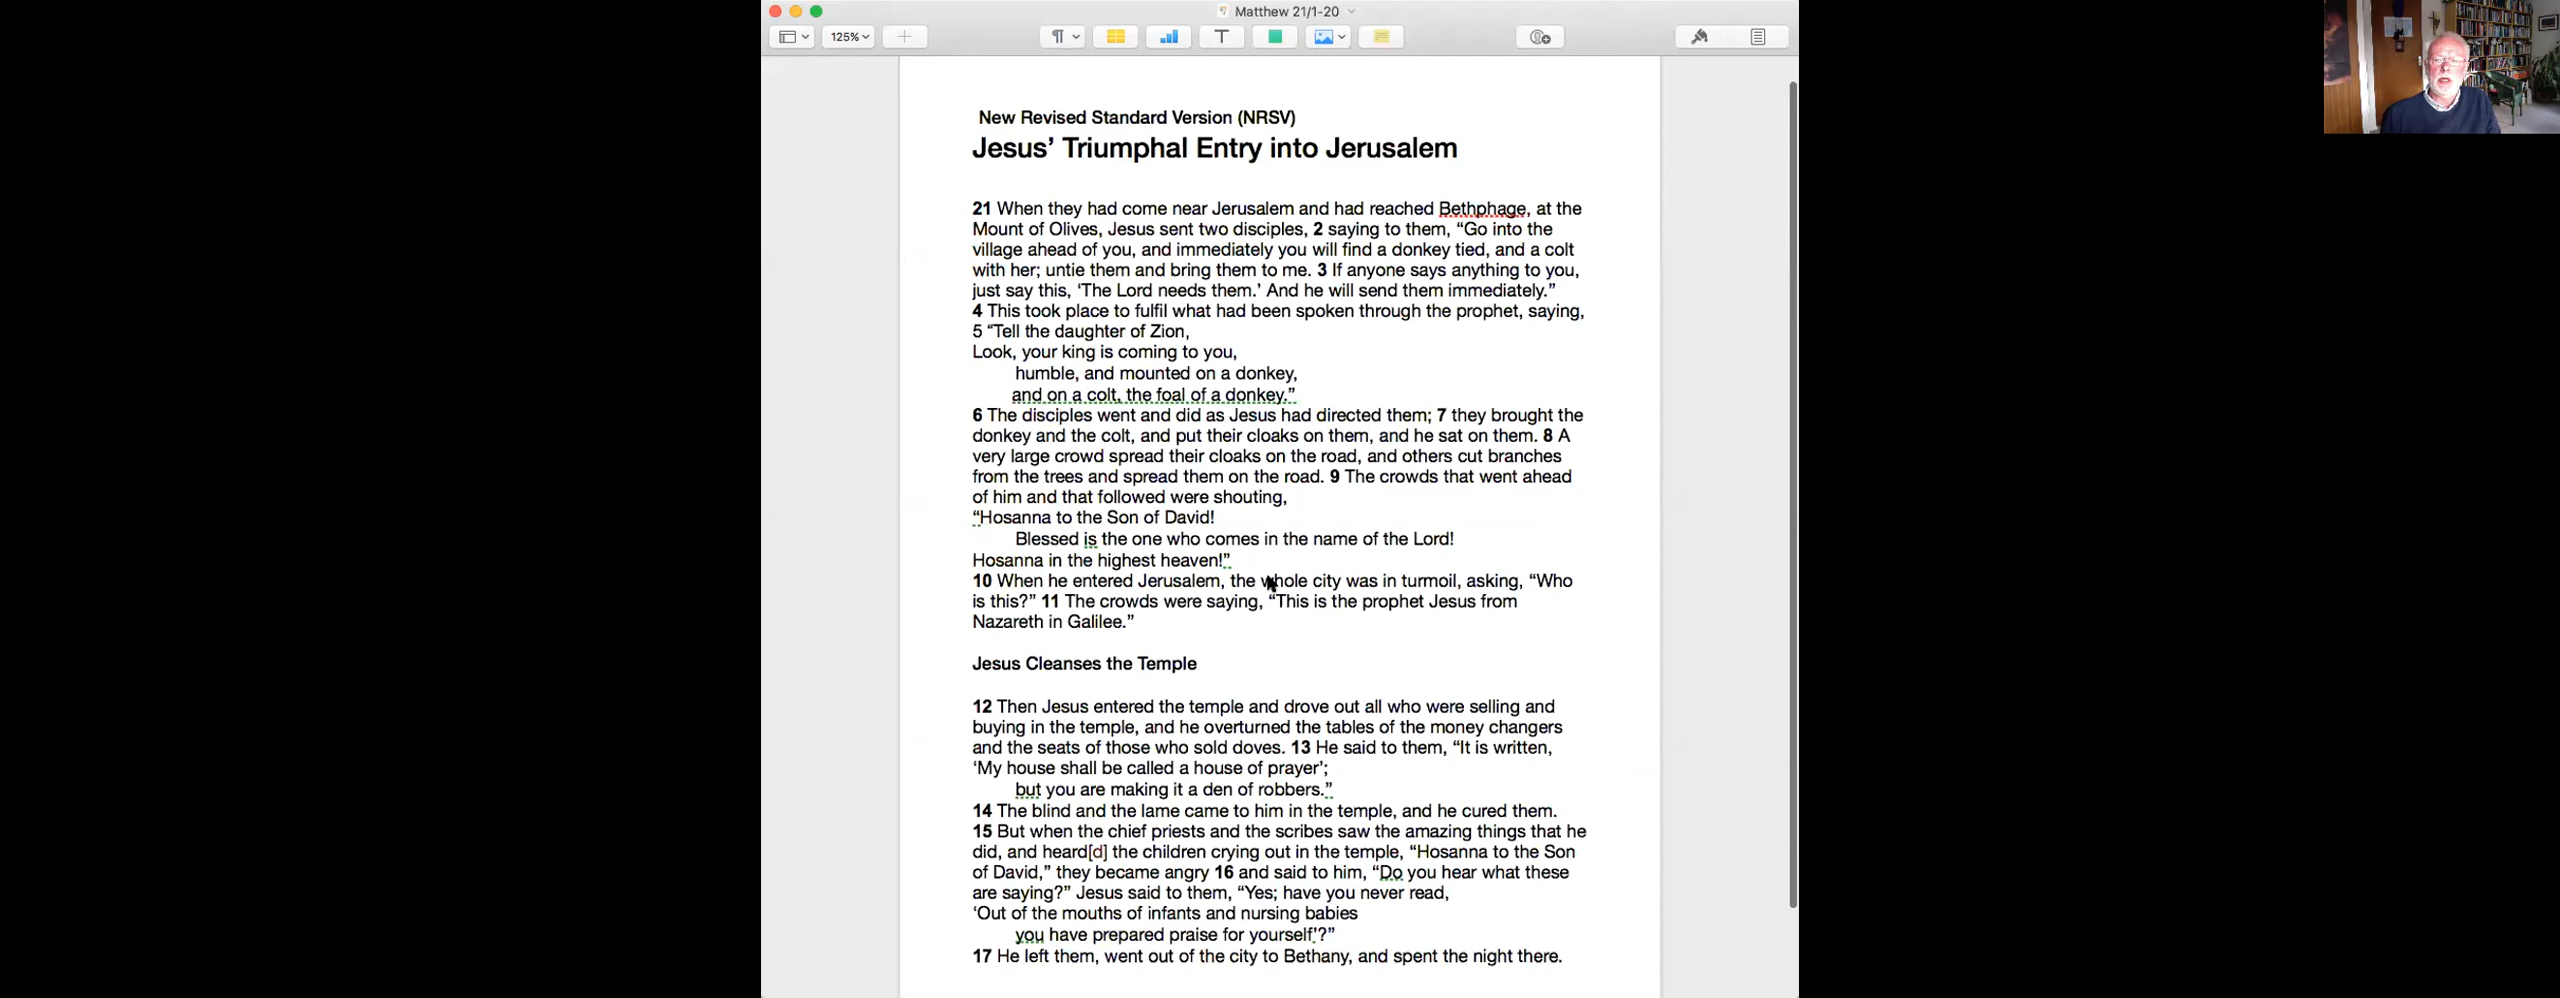 Matthew 21/1-20
125%
New Revised Standard Version (NRSV)
Jesus’ Triumphal Entry into Jerusalem
21 When they had come near Jerusalem and had reached Bethphage, at the
Mount of Olives, Jesus sent two disciples, 2 saying to them, “Go into the
village ahead of you, and immediately you will find a donkey tied, and a colt
with her; untie them and bring them to me. 3 If anyone says anything to you,
just say this, ‘The Lord needs them.’ And he will send them immediately.”
4 This took place to fulfil what had been spoken through the prophet, saying,
5 “Tell the daughter of Zion,
Look, your king is coming to you,
humble, and mounted on a donkey,
and on a colt, the foal of a donkey.”
6 The disciples went and did as Jesus had directed them; 7 they brought the
donkey and the colt, and put their cloaks on them, and he sat on them. 8 A
very large crowd spread their cloaks on the road, and others cut branches
from the trees and spread them on the road. 9 The crowds that went ahead
of him and that followed were shouting,
“Hosanna to the Son of David!
Blessed is the one who comes in the name of the Lord!
Hosanna in the highest heaven!”
10 When he entered Jerusalem, the whole city was in turmoil, asking, “Who
is this?” 11 The crowds were saying, “This is the prophet Jesus from
Nazareth in Galilee.”
Jesus Cleanses the Temple
12 Then Jesus entered the temple and drove out all who were selling and
buying in the temple, and he overturned the tables of the money changers
and the seats of those who sold doves. 13 He said to them, “It is written,
‘My house shall be called a house of prayer’;
but you are making it a den of robbers.”
14 The blind and the lame came to him in the temple, and he cured them.
15 But when the chief priests and the scribes saw the amazing things that he
did, and heard[d] the children crying out in the temple, “Hosanna to the Son
of David,” they became angry 16 and said to him, “Do you hear what these
are saying?” Jesus said to them, “Yes; have you never read,
‘Out of the mouths of infants and nursing babies
you have prepared praise for yourself’?”
17 He left them, went out of the city to Bethany, and spent the night there.